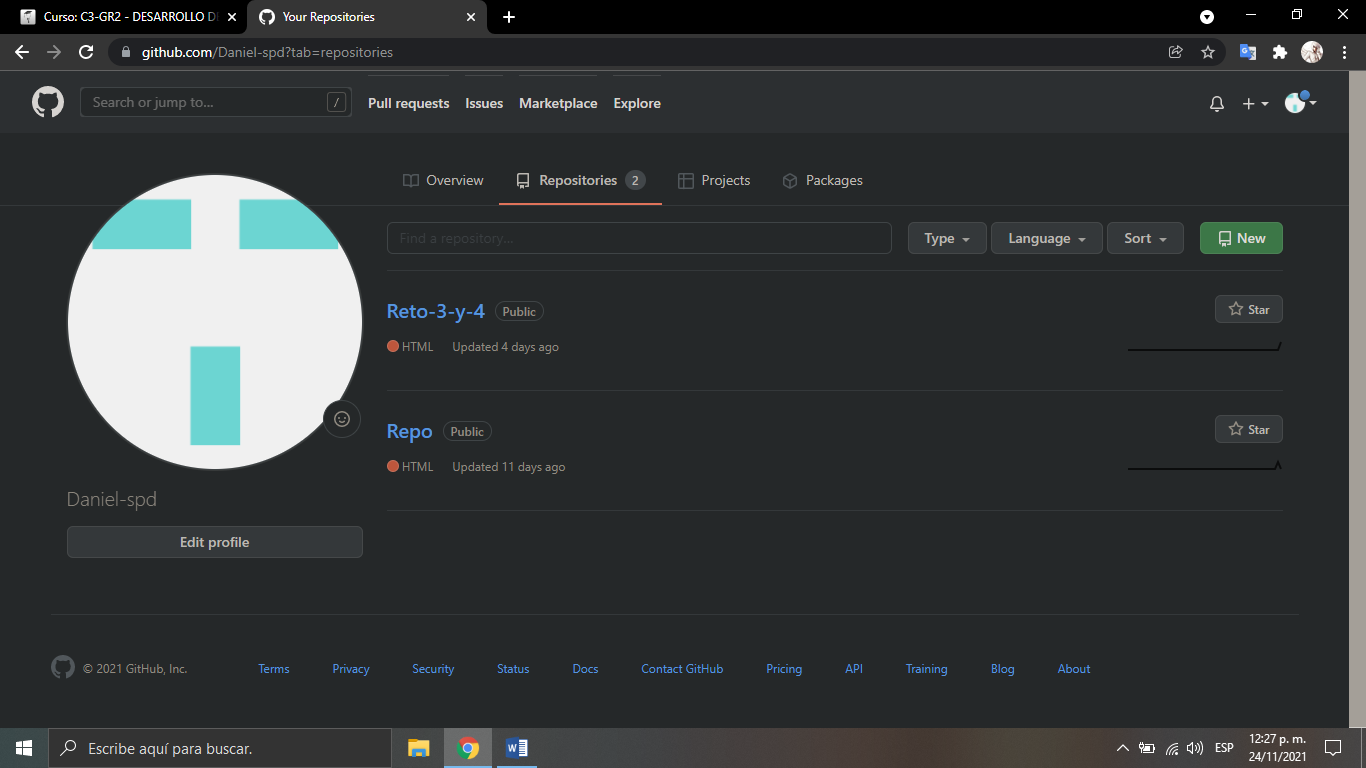 Curso: C3-GR2 - DESARROLLO D
Your Repositories
github.com/Daniel-spd?tab=repositories
Search or jump to...
/
Pull requests
Issues
Marketplace
Explore
Overview
Repositories 2
Projects
Packages
Find a repository...
Type
Language
Sort
New
Reto-3-y-4 Public
Star
HTML Updated 4 days ago
Repo Public
Star
HTML Updated 11 days ago
Daniel-spd
Edit profile
© 2021 GitHub, Inc.
Terms
Privacy
Security
Status
Docs
Contact GitHub
Pricing
API
Training
Blog
About
Escribe aquí para buscar.
ESP
12:27 p. m.
24/11/2021